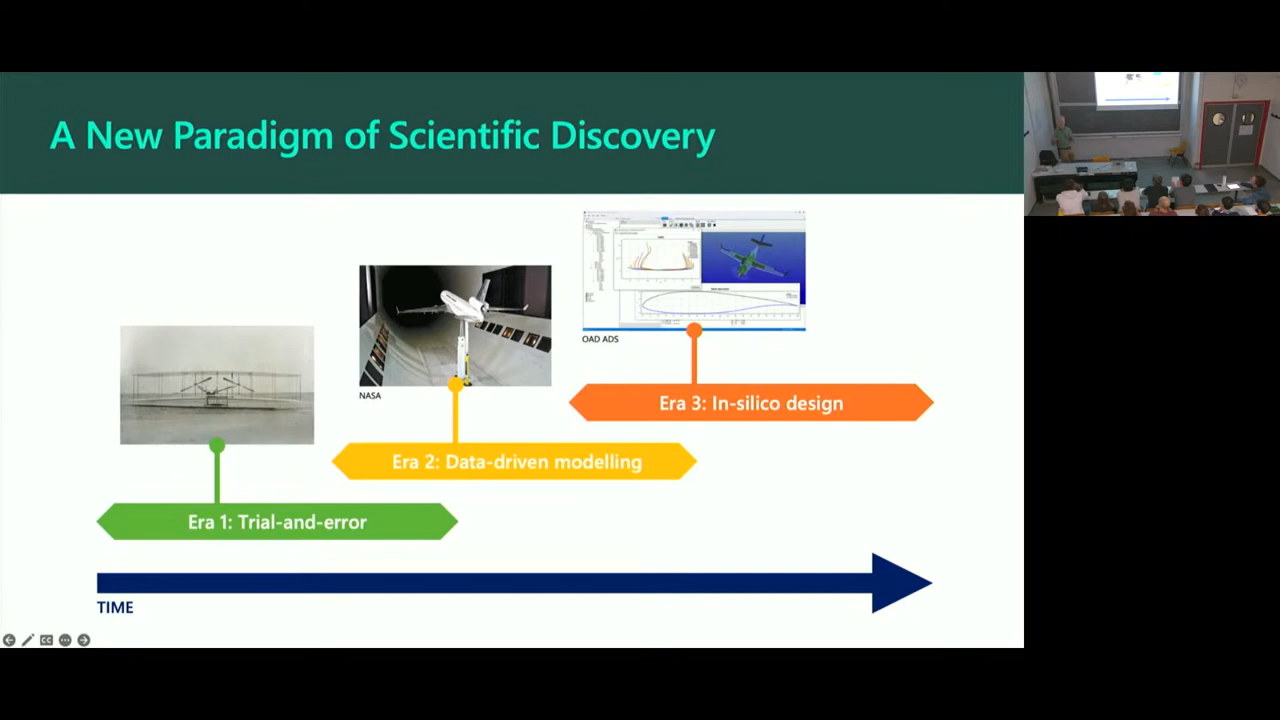 A New Paradigm of Scientific Discovery
OAD ADS
NASA
Era 3: In-silico design
Era 2: Data-driven modelling
Era 1: Trial-and-error
TIME
CC